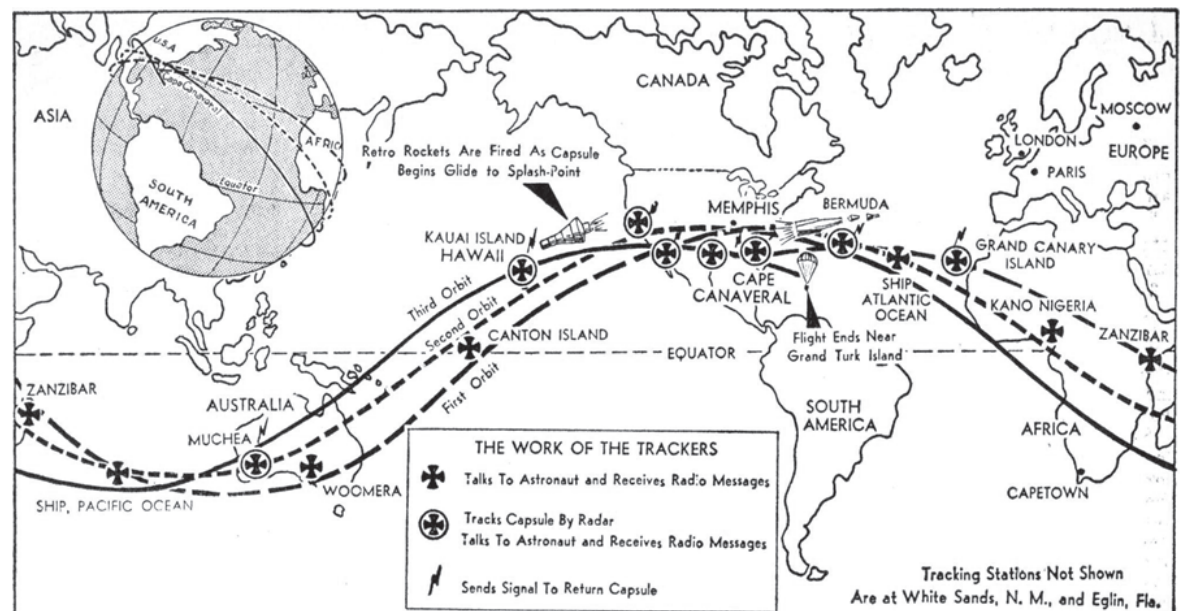 U.S.A
Cape Canaveral
AFRICA
Equator
SOUTH
AMERICA
ASIA
CANADA
MOSCOW
LONDON
EUROPE
PARIS
Retro Rockets Are Fired As Capsule
Begins Glide to Splash-Point
MEMPHIS
BERMUDA
KAUAI ISLAND
HAWAII
GRAND CANARY
ISLAND
CAPE
CANAVERAL
SHIP
ATLANTIC
OCEAN
KANO NIGERIA
Third Orbit
Second Orbit
First Orbit
CANTON ISLAND
EQUATOR
Flight Ends Near
Grand Turk Island
ZANZIBAR
ZANZIBAR
AUSTRALIA
MUCHEA
WOOMERA
SHIP, PACIFIC OCEAN
SOUTH
AMERICA
AFRICA
CAPETOWN
THE WORK OF THE TRACKERS
Talks To Astronaut and Receives Radio Messages
Tracks Capsule By Radar
Talks To Astronaut and Receives Radio Messages
Sends Signal To Return Capsule
Tracking Stations Not Shown
Are at White Sands, N. M., and Eglin, Fla.